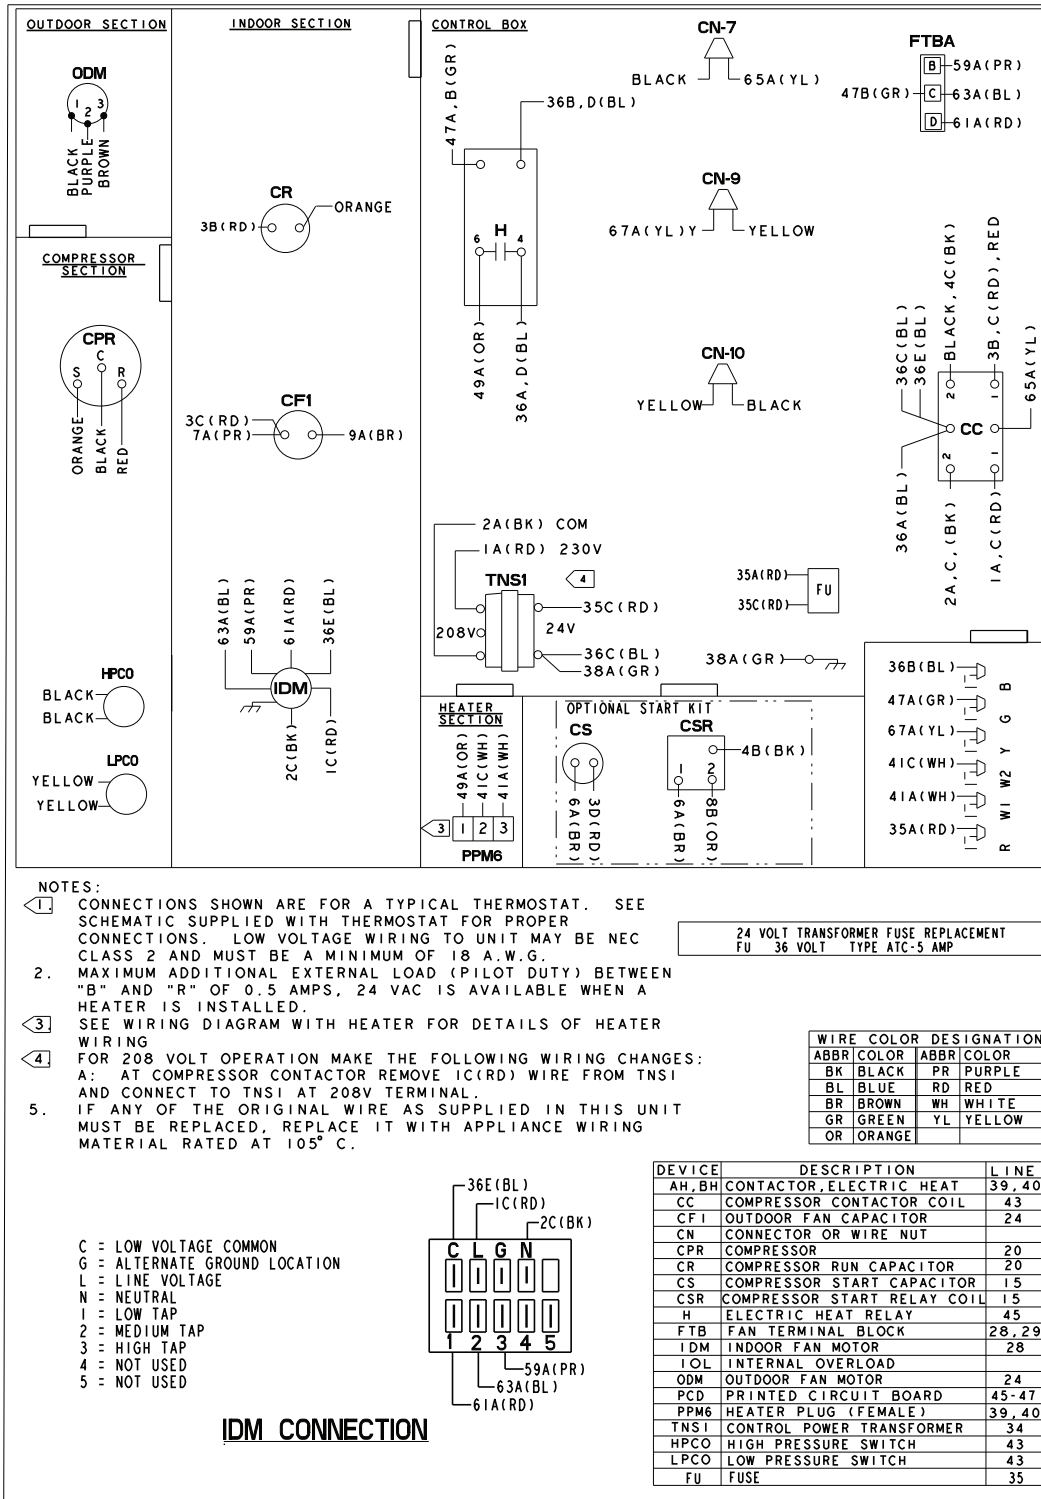 OUTDOOR SECTION
ODM
1 2 3
BLACK
PURPLE
BROWN
COMPRESSOR
SECTION
CPR
C
S R
ORANGE
BLACK
RED
HPCO
BLACK
BLACK
LPCO
YELLOW
YELLOW
INDOOR SECTION
CR
3B(RD)
ORANGE
CF1
3C(RD)
7A(PR)
9A(BR)
63A(BL)
59A(PR)
61A(RD)
36E(BL)
IDM
2C(BK)
1C(RD)
CONTROL BOX
47A,B(GR)
36B,D(BL)
H
6 4
49A(OR)
36A,D(BL)
CN-7
BLACK
65A(YL)
FTBA
B 59A(PR)
47B(GR) C 63A(BL)
D 61A(RD)
CN-9
67A(YL)Y
YELLOW
CN-10
YELLOW
BLACK
36C(BL)
36E(BL)
BLACK,4C(BK)
3B,C(RD),RED
65A(YL)
2 1
CC
2 1
36A(BL)
2A,C,(BK)
1A,C(RD)
2A(BK) COM
1A(RD) 230V
TNS1
4
35C(RD)
208V
24V
36C(BL)
38A(GR)
35A(RD)
35C(RD)
FU
38A(GR)
HEATER
SECTION
49A(OR)
41C(WH)
41A(WH)
3
1 2 3
PPM6
OPTIONAL START KIT
CS
6A(BR)
3D(RD)
CSR
4B(BK)
1 2
6A(BR)
8B(OR)
36B(BL) B
47A(GR) G
67A(YL) Y
41C(WH) W2
41A(WH) W1
35A(RD) R
NOTES:
1. CONNECTIONS SHOWN ARE FOR A TYPICAL THERMOSTAT. SEE
SCHEMATIC SUPPLIED WITH THERMOSTAT FOR PROPER
CONNECTIONS. LOW VOLTAGE WIRING TO UNIT MAY BE NEC
CLASS 2 AND MUST BE A MINIMUM OF 18 A.W.G.
2. MAXIMUM ADDITIONAL EXTERNAL LOAD (PILOT DUTY) BETWEEN
"B" AND "R" OF 0.5 AMPS, 24 VAC IS AVAILABLE WHEN A
HEATER IS INSTALLED.
3 SEE WIRING DIAGRAM WITH HEATER FOR DETAILS OF HEATER
WIRING
4. FOR 208 VOLT OPERATION MAKE THE FOLLOWING WIRING CHANGES:
A: AT COMPRESSOR CONTACTOR REMOVE 1C(RD) WIRE FROM TNS1
AND CONNECT TO TNS1 AT 208V TERMINAL.
5. IF ANY OF THE ORIGINAL WIRE AS SUPPLIED IN THIS UNIT
MUST BE REPLACED, REPLACE IT WITH APPLIANCE WIRING
MATERIAL RATED AT 105° C.
24 VOLT TRANSFORMER FUSE REPLACEMENT
FU 36 VOLT TYPE ATC-5 AMP
WIRE COLOR DESIGNATION
ABBR COLOR ABBR COLOR
BK BLACK PR PURPLE
BL BLUE RD RED
BR BROWN WH WHITE
GR GREEN YL YELLOW
OR ORANGE
DEVICE DESCRIPTION LINE
AH,BH CONTACTOR,ELECTRIC HEAT 39,40
CC COMPRESSOR CONTACTOR COIL 43
CF1 OUTDOOR FAN CAPACITOR 24
CN CONNECTOR OR WIRE NUT
CPR COMPRESSOR 20
CR COMPRESSOR RUN CAPACITOR 20
CS COMPRESSOR START CAPACITOR 15
CSR COMPRESSOR START RELAY COIL 15
H ELECTRIC HEAT RELAY 45
FTB FAN TERMINAL BLOCK 28,29
IDM INDOOR FAN MOTOR 28
IOL INTERNAL OVERLOAD
ODM OUTDOOR FAN MOTOR 24
PCD PRINTED CIRCUIT BOARD 45-47
PPM6 HEATER PLUG (FEMALE) 39,40
TNS1 CONTROL POWER TRANSFORMER 34
HPCO HIGH PRESSURE SWITCH 43
LPCO LOW PRESSURE SWITCH 43
FU FUSE 35
C = LOW VOLTAGE COMMON
G = ALTERNATE GROUND LOCATION
L = LINE VOLTAGE
N = NEUTRAL
1 = LOW TAP
2 = MEDIUM TAP
3 = HIGH TAP
4 = NOT USED
5 = NOT USED
36E(BL)
1C(RD)
2C(BK)
C L G N
1 2 3 4 5
59A(PR)
63A(BL)
61A(RD)
IDM CONNECTION